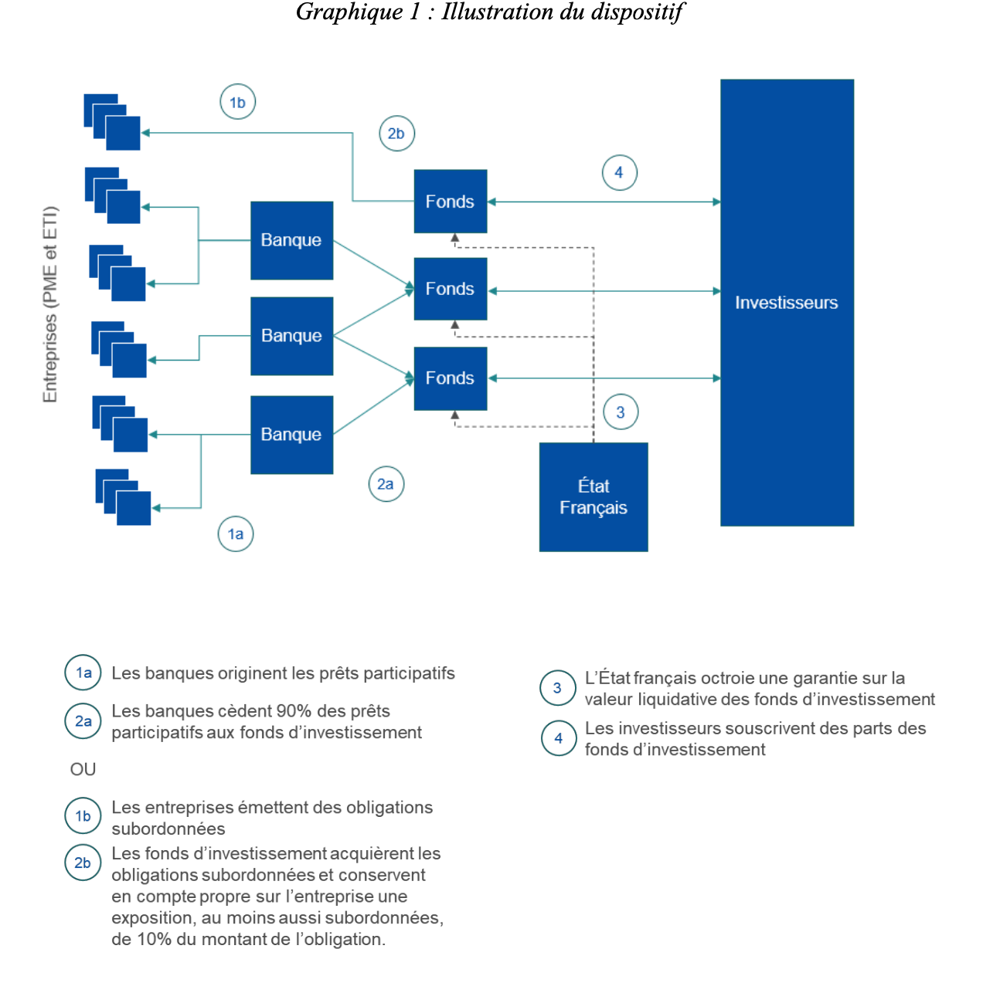 Graphique 1 : Illustration du dispositif
1b
2b
4
Fonds
Banque
Fonds
Investisseurs
Entreprises (PME et ETI)
Banque
Fonds
3
Banque
2a
État
Français
1a
1a
Les banques originent les prêts participatifs
2a
Les banques cèdent 90% des prêts
participatifs aux fonds d’investissement
OU
1b
Les entreprises émettent des obligations
subordonnées
2b
Les fonds d’investissement acquièrent les
obligations subordonnées et conservent
en compte propre sur l’entreprise une
exposition, au moins aussi subordonnées,
de 10% du montant de l’obligation.
3
L’État français octroie une garantie sur la
valeur liquidative des fonds d’investissement
4
Les investisseurs souscrivent des parts des
fonds d’investissement